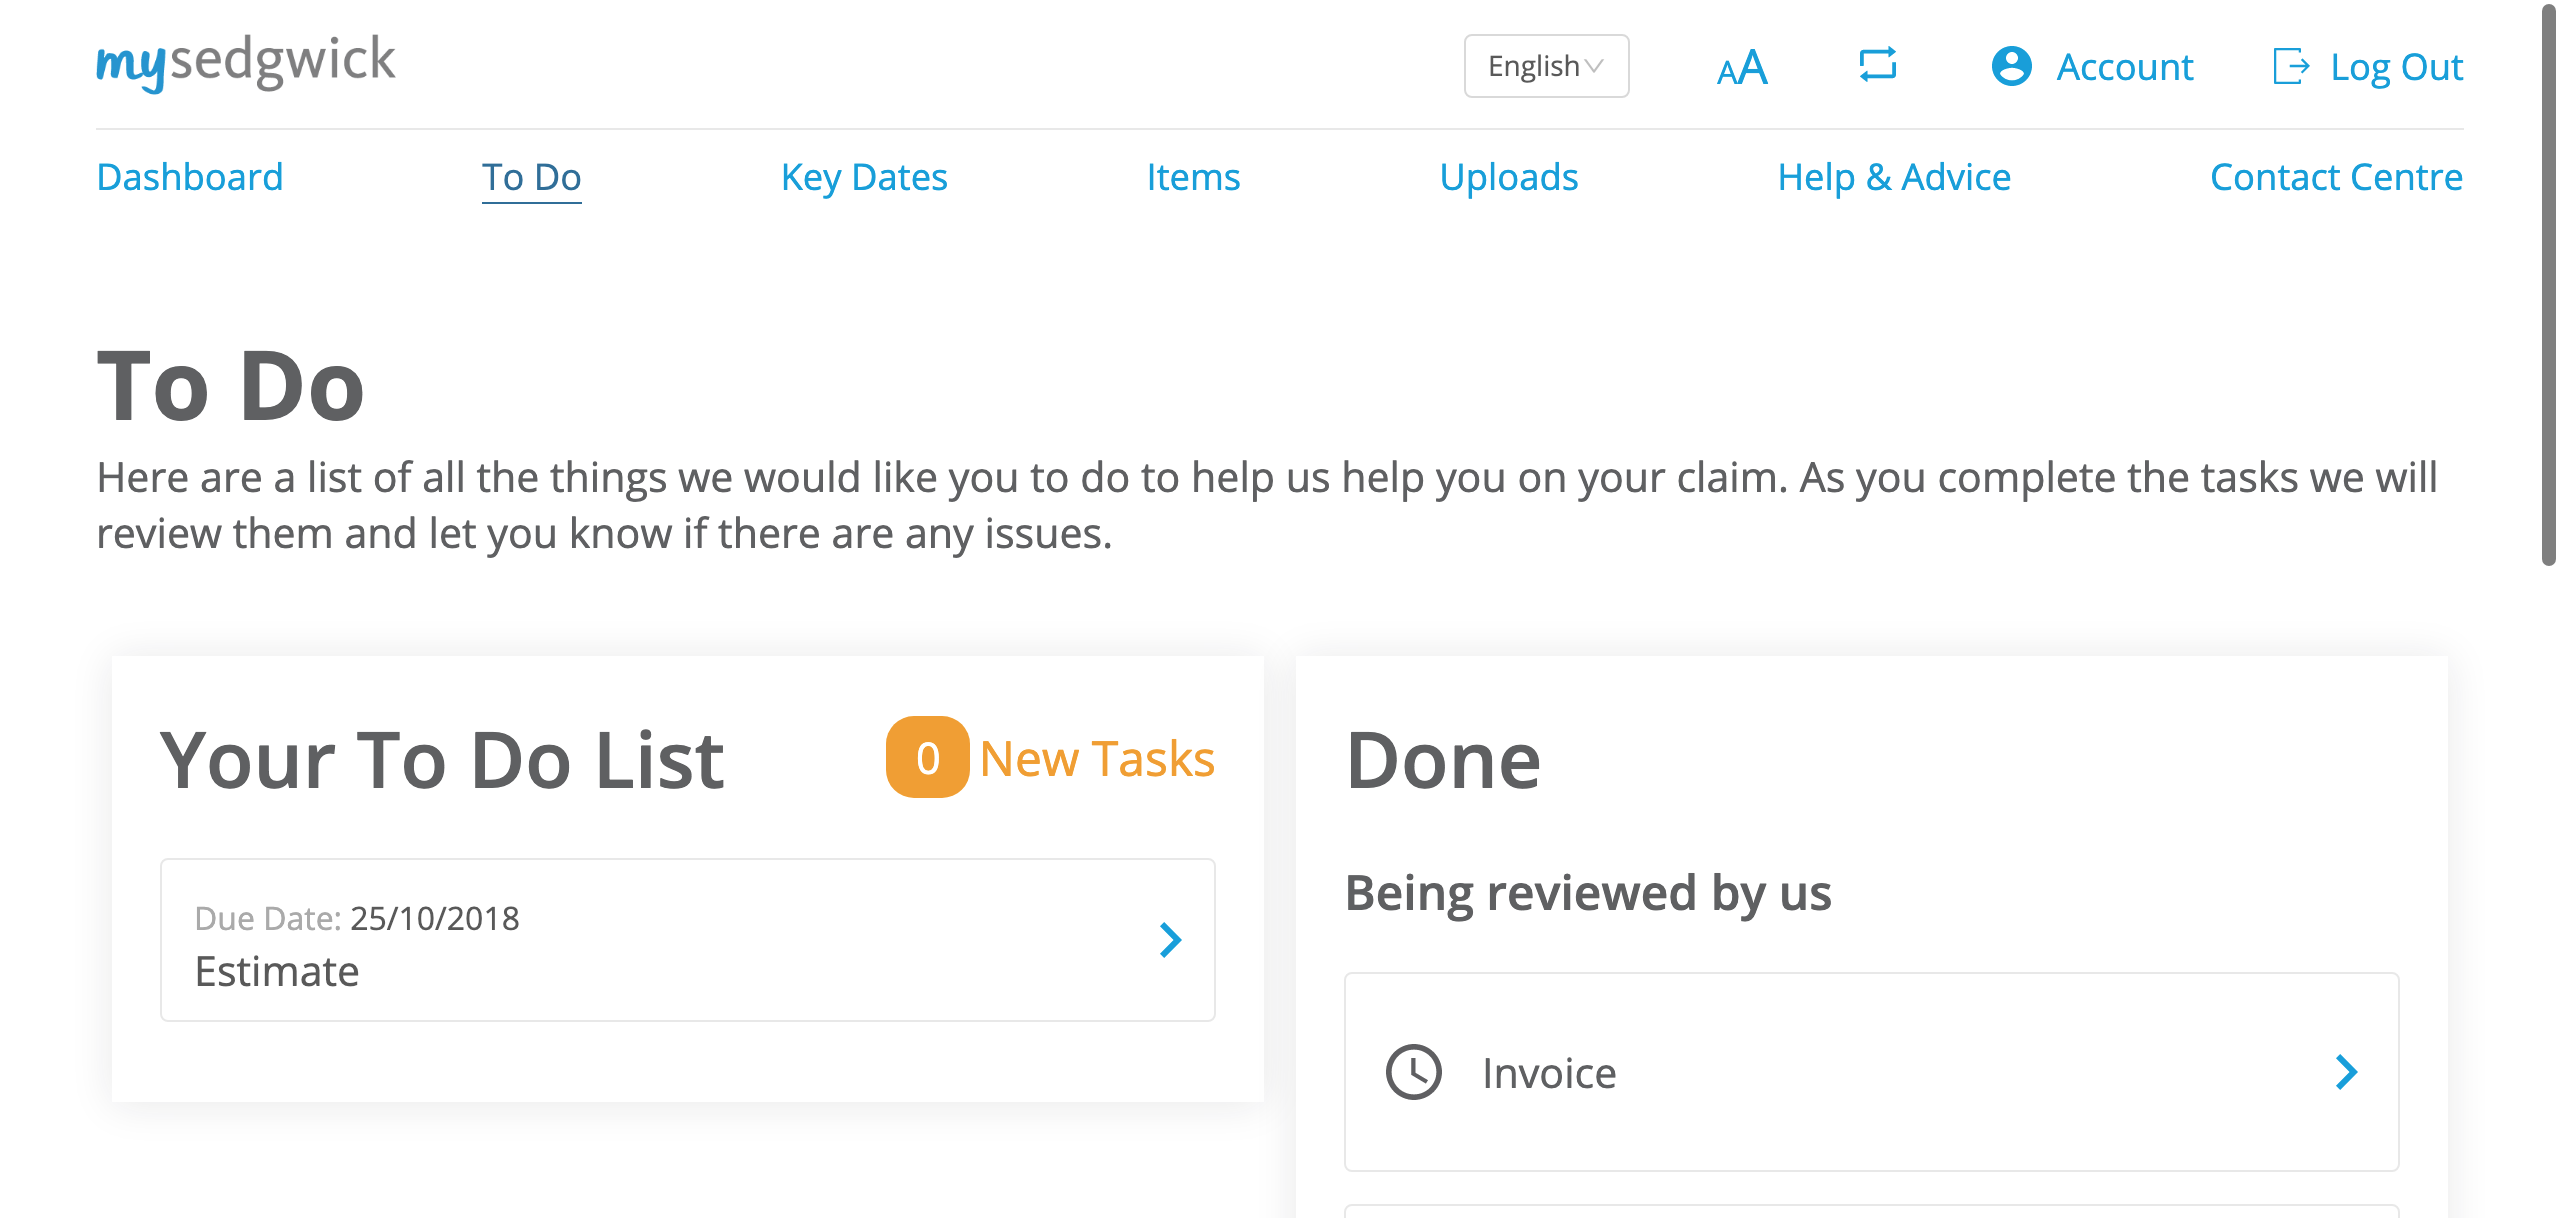 mysedgwick
English
AA
Account
Log Out
Dashboard
To Do
Key Dates
Items
Uploads
Help & Advice
Contact Centre
To Do
Here are a list of all the things we would like you to do to help us help you on your claim. As you complete the tasks we will
review them and let you know if there are any issues.
Your To Do List
0 New Tasks
Due Date: 25/10/2018
Estimate
Done
Being reviewed by us
Invoice